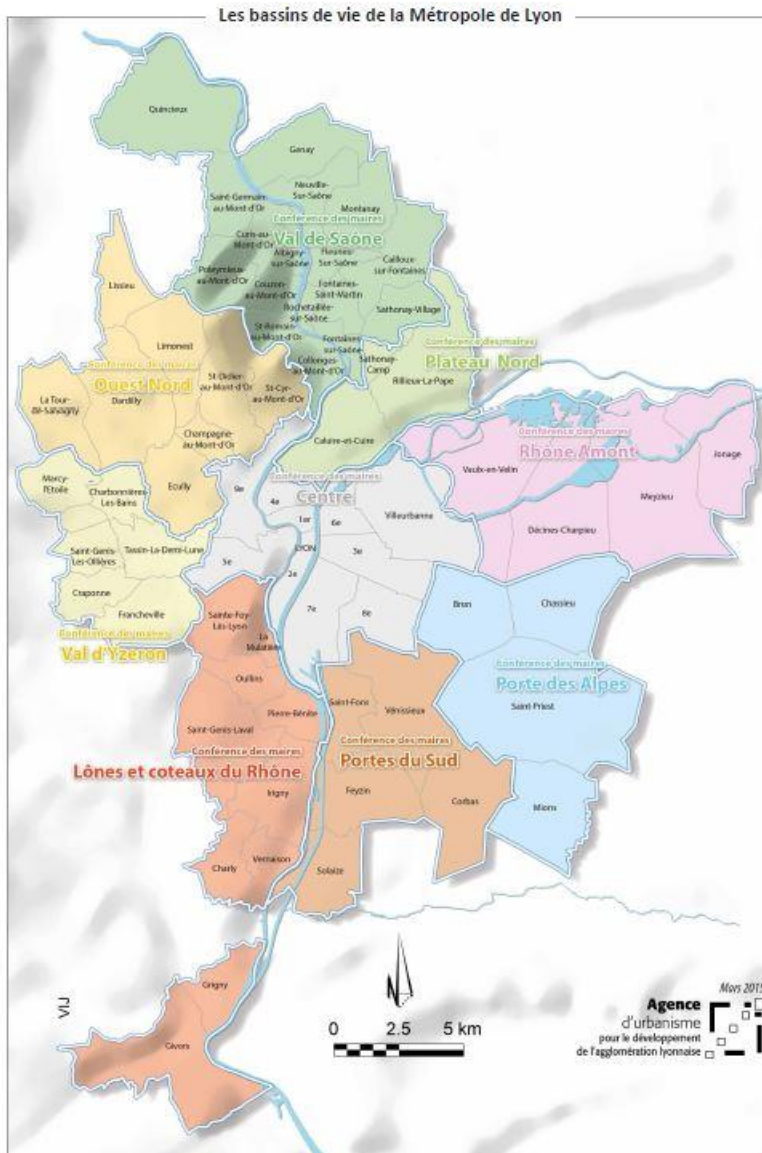 Les bassins de vie de la Métropole de Lyon
Quincieux
Genay
Neuville-
sur-Saône
Montanay
Saint-Germain
au-Mont-d'Or
Conférence des maires
Val de Saône
Curis-au
Mont-d'Or
Albigny
sur-Saône
Fleurieu-
sur-Saône
Cailloux-
sur-Fontaines
Poleymieux
au-Mont-d'Or
Couzon-
au-Mont-d'Or
Fontaines-
Saint-Martin
Rochetaillée-
sur-Saône
Sathonay-Village
St-Romain-
au-Mont-d'Or
Fontaines
sur-Saône
Collonges-
au-Mont-d'Or
Sathonay-
Camp
Conférence des maires
Plateau Nord
Rillieux-La-Pape
Caluire-et-Cuire
Lissieu
Limonest
Conférence des maires
Ouest Nord
St-Didier-
au-Mont-d'Or
St-Cyr-
au-Mont-d'Or
La Tour-
de-Salvagny
Dardilly
Champagne-
au-Mont-d'Or
Ecully
Conférence des maires
Rhône Amont
Vaulx-en-Velin
Jonage
Meyzieu
Décines-Charpieu
Conférence des maires
Centre
9e
4e
1er
6e
Villeurbanne
LYON
3e
5e
2e
7e
8e
Marcy-
l'Etoile
Charbonnières-
Les-Bains
Saint-Genis-
Les-Ollières
Tassin-La-Demi-Lune
Craponne
Francheville
Conférence des maires
Val d'Yzeron
Sainte-Foy-
Lès-Lyon
La
Mulatière
Oullins
Pierre-Bénite
Saint-Genis-Laval
Conférence des maires
Lônes et coteaux du Rhône
Irigny
Charly
Vernaison
Grigny
Givors
Bron
Chassieu
Conférence des maires
Porte des Alpes
Saint-Priest
Mions
Saint-Fons
Vénissieux
Conférence des maires
Portes du Sud
Feyzin
Corbas
Solaize
VIJ
N
0 2.5 5 km
Mars 2015
Agence
d'urbanisme
pour le développement
de l'agglomération lyonnaise